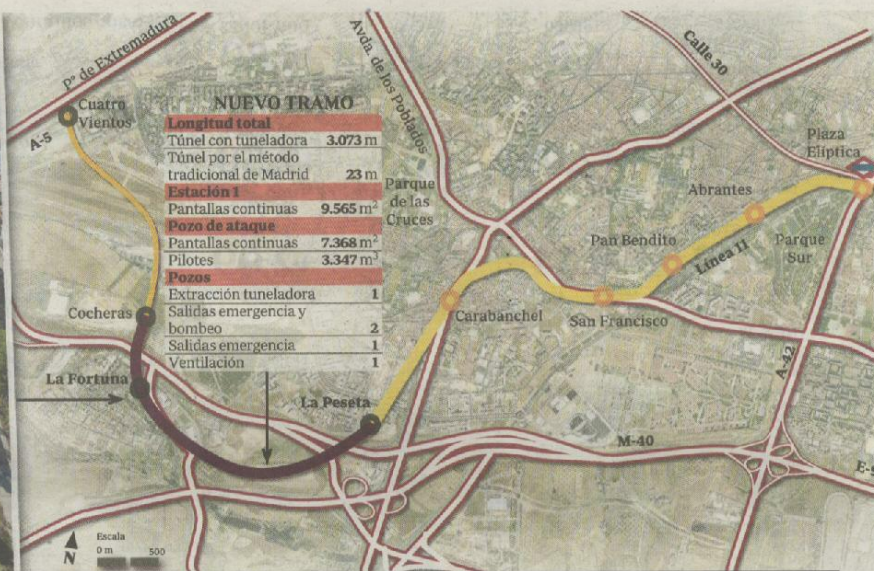 Pº de Extremadura
A-5
Cuatro
Vientos
NUEVO TRAMO
Longitud total
Túnel con tuneladora 3.073 m
Túnel por el método
tradicional de Madrid 23 m
Estación 1
Pantallas continuas 9.565 m²
Pozo de ataque
Pantallas continuas 7.368 m²
Pilotes 3.347 m³
Pozos
Extracción tuneladora 1
Salidas emergencia y
bombeo 2
Salidas emergencia 1
Ventilación 1
Avda. de los Poblados
Calle 30
Plaza
Elíptica
Parque
de las
Cruces
Abrantes
Pan Bendito
Línea 11
Parque
Sur
Cocheras
Carabanchel
San Francisco
La Fortuna
La Peseta
A-42
M-40
N
Escala
0 m 500